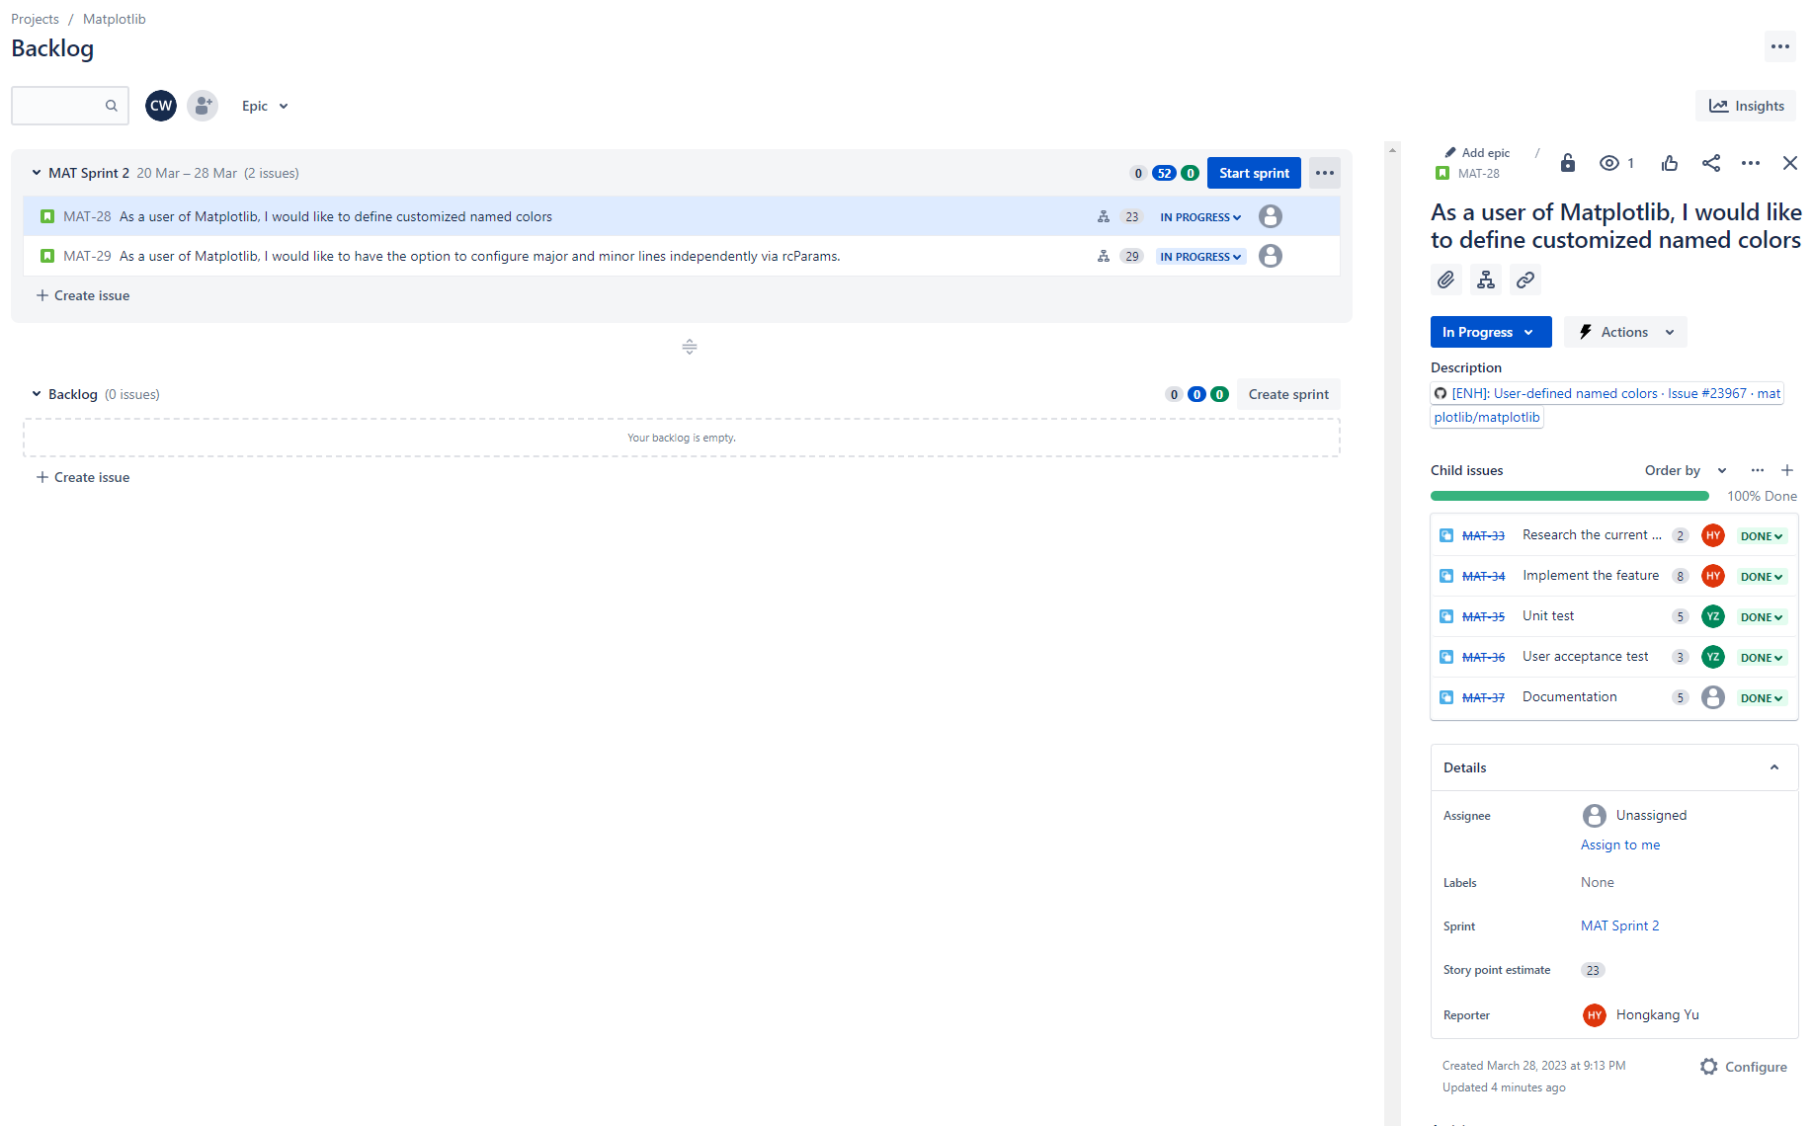 Projects / Matplotlib
Backlog
CW
Epic
Insights
MAT Sprint 2 20 Mar – 28 Mar (2 issues)
0 52 0 Start sprint
MAT-28 As a user of Matplotlib, I would like to define customized named colors 23 IN PROGRESS
MAT-29 As a user of Matplotlib, I would like to have the option to configure major and minor lines independently via rcParams. 29 IN PROGRESS
+ Create issue
Backlog (0 issues)
0 0 0 Create sprint
Your backlog is empty.
+ Create issue
Add epic /
MAT-28
1
As a user of Matplotlib, I would like
to define customized named colors
In Progress
Actions
Description
[ENH]: User-defined named colors · Issue #23967 · mat
plotlib/matplotlib
Child issues Order by
100% Done
MAT-33 Research the current ... 2 HY DONE
MAT-34 Implement the feature 8 HY DONE
MAT-35 Unit test 5 YZ DONE
MAT-36 User acceptance test 3 YZ DONE
MAT-37 Documentation 5 DONE
Details
Assignee Unassigned
Assign to me
Labels None
Sprint MAT Sprint 2
Story point estimate 23
Reporter HY Hongkang Yu
Created March 28, 2023 at 9:13 PM
Configure
Updated 4 minutes ago